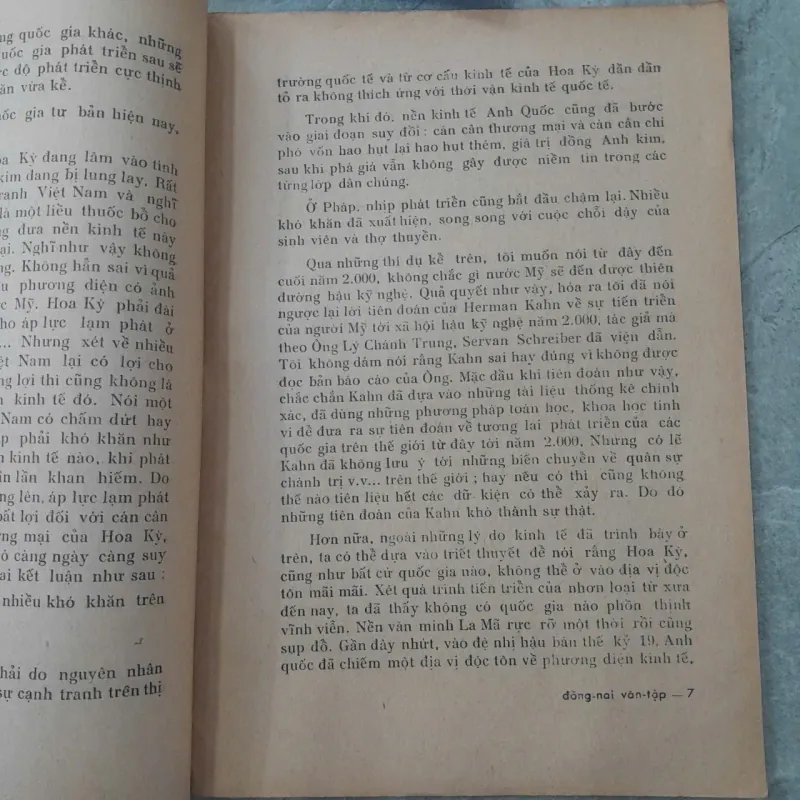 ng quốc gia khác, những
uốc gia phát triển sau sẽ
ức độ phát triển cực thịnh
ăn vừa kể.
ốc gia tư bản hiện nay,
oa Kỳ đang lâm vào tình
kim đang bị lung lay. Rất
tranh Việt Nam và nghĩ
là một liều thuốc bổ cho
ng đưa nền kinh tế này
ại. Nghĩ như vậy không
ng. Không hẳn sai vì quả
u phương diện có ảnh
ớc Mỹ. Hoa Kỳ phải đài
cho áp lực lạm phát ở
... Nhưng xét về nhiều
iệt Nam lại có lợi cho
ng lợi thì cũng không là
n kinh tế đó. Nói một
Nam có chấm dứt hay
ấp phải khó khăn như
n kinh tế nào, khi phát
ần lần khan hiếm. Do
ng lên, áp lực lạm phát
bất lợi đối với cán cân
ơng mại của Hoa Kỳ,
ó càng ngày càng suy
ai kết luận như sau :
nhiều khó khăn trên
hải do nguyên nhân
sự cạnh tranh trên thị
trường quốc tế và từ cơ cấu kinh tế của Hoa Kỳ dần dần
tỏ ra không thích ứng với thời vận kinh tế quốc tế.
Trong khi đó, nền kinh tế Anh Quốc cũng đã bước
vào giai đoạn suy đồi : cán cân thương mại và cán cân chi
phó vốn hao hụt lại hao hụt thêm, giá trị đồng Anh kim,
sau khi phá giá vẫn không gây được niềm tin trong các
từng lớp dân chúng.
Ở Pháp, nhịp phát triển cũng bắt đầu chậm lại. Nhiều
khó khăn đã xuất hiện, song song với cuộc chỗi dậy của
sinh viên và thợ thuyền.
Qua những thí dụ kể trên, tôi muốn nói từ đây đến
cuối năm 2.000, không chắc gì nước Mỹ sẽ đến được thiên
đường hậu kỹ nghệ. Quả quyết như vậy, hóa ra tôi đã nói
ngược lại lời tiên đoán của Herman Kahn về sự tiến triển
của người Mỹ tới xã hội hậu kỹ nghệ năm 2.000, tác giả mà
theo Ông Lý Chánh Trung, Servan Schreiber đã viện dẫn.
Tôi không dám nói rằng Kahn sai hay đúng vì không được
đọc bản báo cáo của Ông. Mặc dầu khi tiên đoán như vậy,
chắc chắn Kahn đã dựa vào những tài liệu thống kê chính
xác, đã dùng những phương pháp toán học, khoa học tinh
vi để đưa ra sự tiên đoán về tương lai phát triển của các
quốc gia trên thế giới từ đây tới năm 2.000. Nhưng có lẽ
Kahn đã không lưu ý tới những biến chuyển về quân sự
chánh trị v.v... trên thế giới ; hay nếu có thì cũng không
thể nào tiên liệu hết các dữ kiện có thể xảy ra. Do đó
những tiên đoán của Kahn khó thành sự thật.
Hơn nữa, ngoài những lý do kinh tế đã trình bày ở
trên, ta có thể dựa vào triết thuyết để nói rằng Hoa Kỳ,
cũng như bất cứ quốc gia nào, không thể ở vào địa vị độc
tôn mãi mãi. Xét quá trình tiến triển của nhơn loại từ xưa
đến nay, ta đã thấy không có quốc gia nào phồn thịnh
vĩnh viễn. Nền văn minh La Mã rực rỡ một thời rồi cũng
sụp đổ. Gần đây nhứt, vào đệ nhị hậu bán thế kỷ 19, Anh
quốc đã chiếm một địa vị độc tôn về phương diện kinh tế,
đồng-nai văn-tập — 7